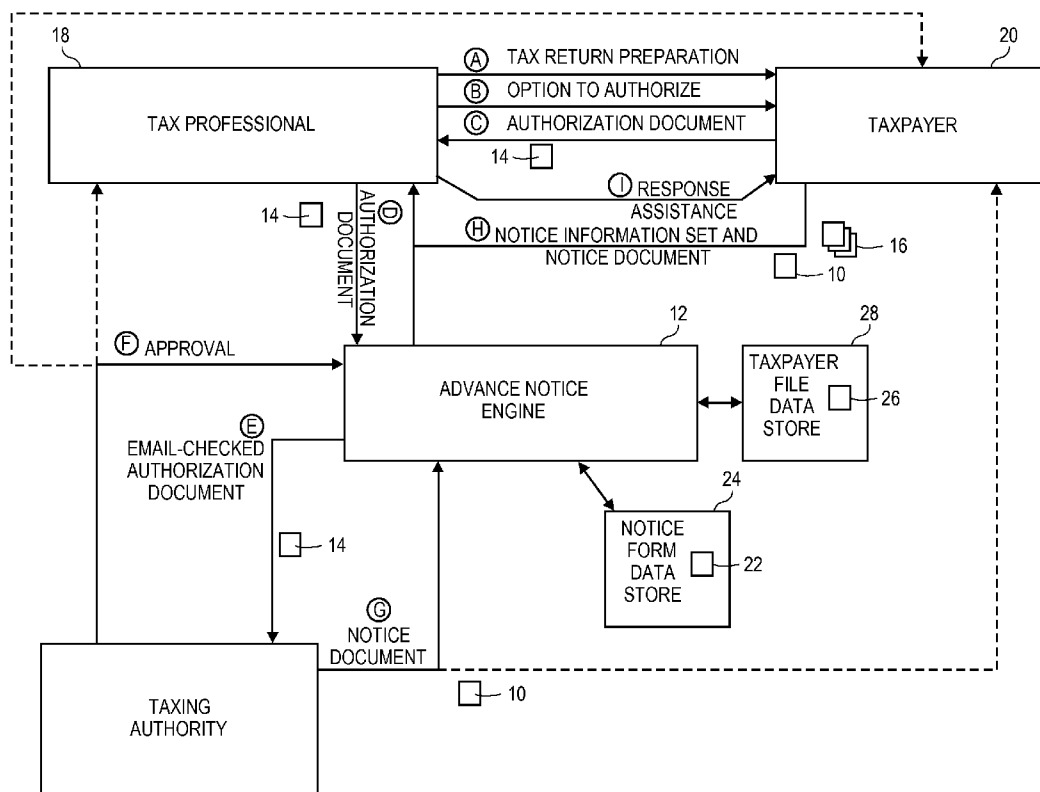 18
20
Ⓐ TAX RETURN PREPARATION
Ⓑ OPTION TO AUTHORIZE
TAX PROFESSIONAL
Ⓒ AUTHORIZATION DOCUMENT
TAXPAYER
14
Ⓘ RESPONSE
ASSISTANCE
14
Ⓓ AUTHORIZATION
DOCUMENT
Ⓗ NOTICE INFORMATION SET AND
NOTICE DOCUMENT
16
10
12
28
Ⓕ APPROVAL
ADVANCE NOTICE
ENGINE
TAXPAYER
FILE
DATA
STORE
26
Ⓔ
EMAIL-CHECKED
AUTHORIZATION
DOCUMENT
14
24
NOTICE
FORM
DATA
STORE
22
Ⓖ
NOTICE
DOCUMENT
10
TAXING
AUTHORITY